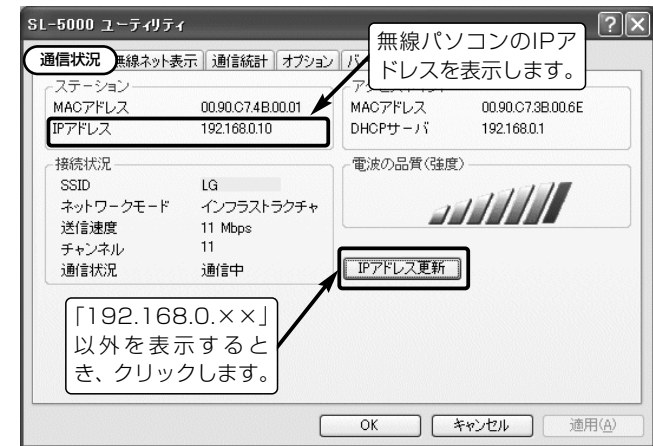 SL-5000 ユーティリティ
無線パソコンのIPア
ドレスを表示します。
通信状況 無線ネット表示 通信統計 オプション
ステーション
MACアドレス 00.90.C7.4B.00.01
IPアドレス 192.168.0.10
MACアドレス 00.90.C7.3B.00.6E
DHCPサーバ 192.168.0.1
接続状況
SSID LG
ネットワークモード インフラストラクチャ
送信速度 11 Mbps
チャンネル 11
通信状況 通信中
電波の品質(強度)
IPアドレス更新
「192.168.0.××」
以外を表示すると
き、クリックします。
OK キャンセル 適用(A)